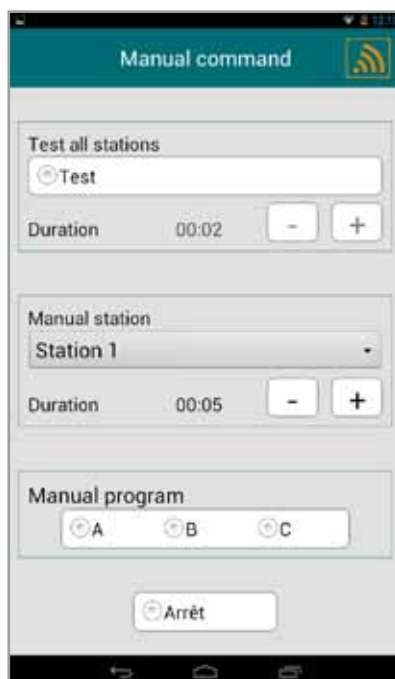 Manual command
Test all stations
Test
Duration 00:02 - +
Manual station
Station 1
Duration 00:05 - +
Manual program
A B C
Arrêt